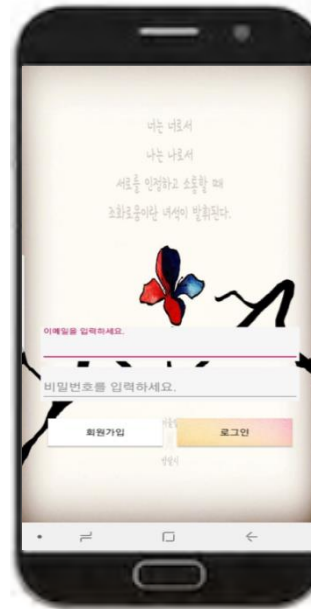 너는 너로서
나는 나로서
서로를 인정하고 소통할 때
조화로움이란 녀석이 발휘된다.
이메일을 입력하세요.
비밀번호를 입력하세요.
회원가입
로그인